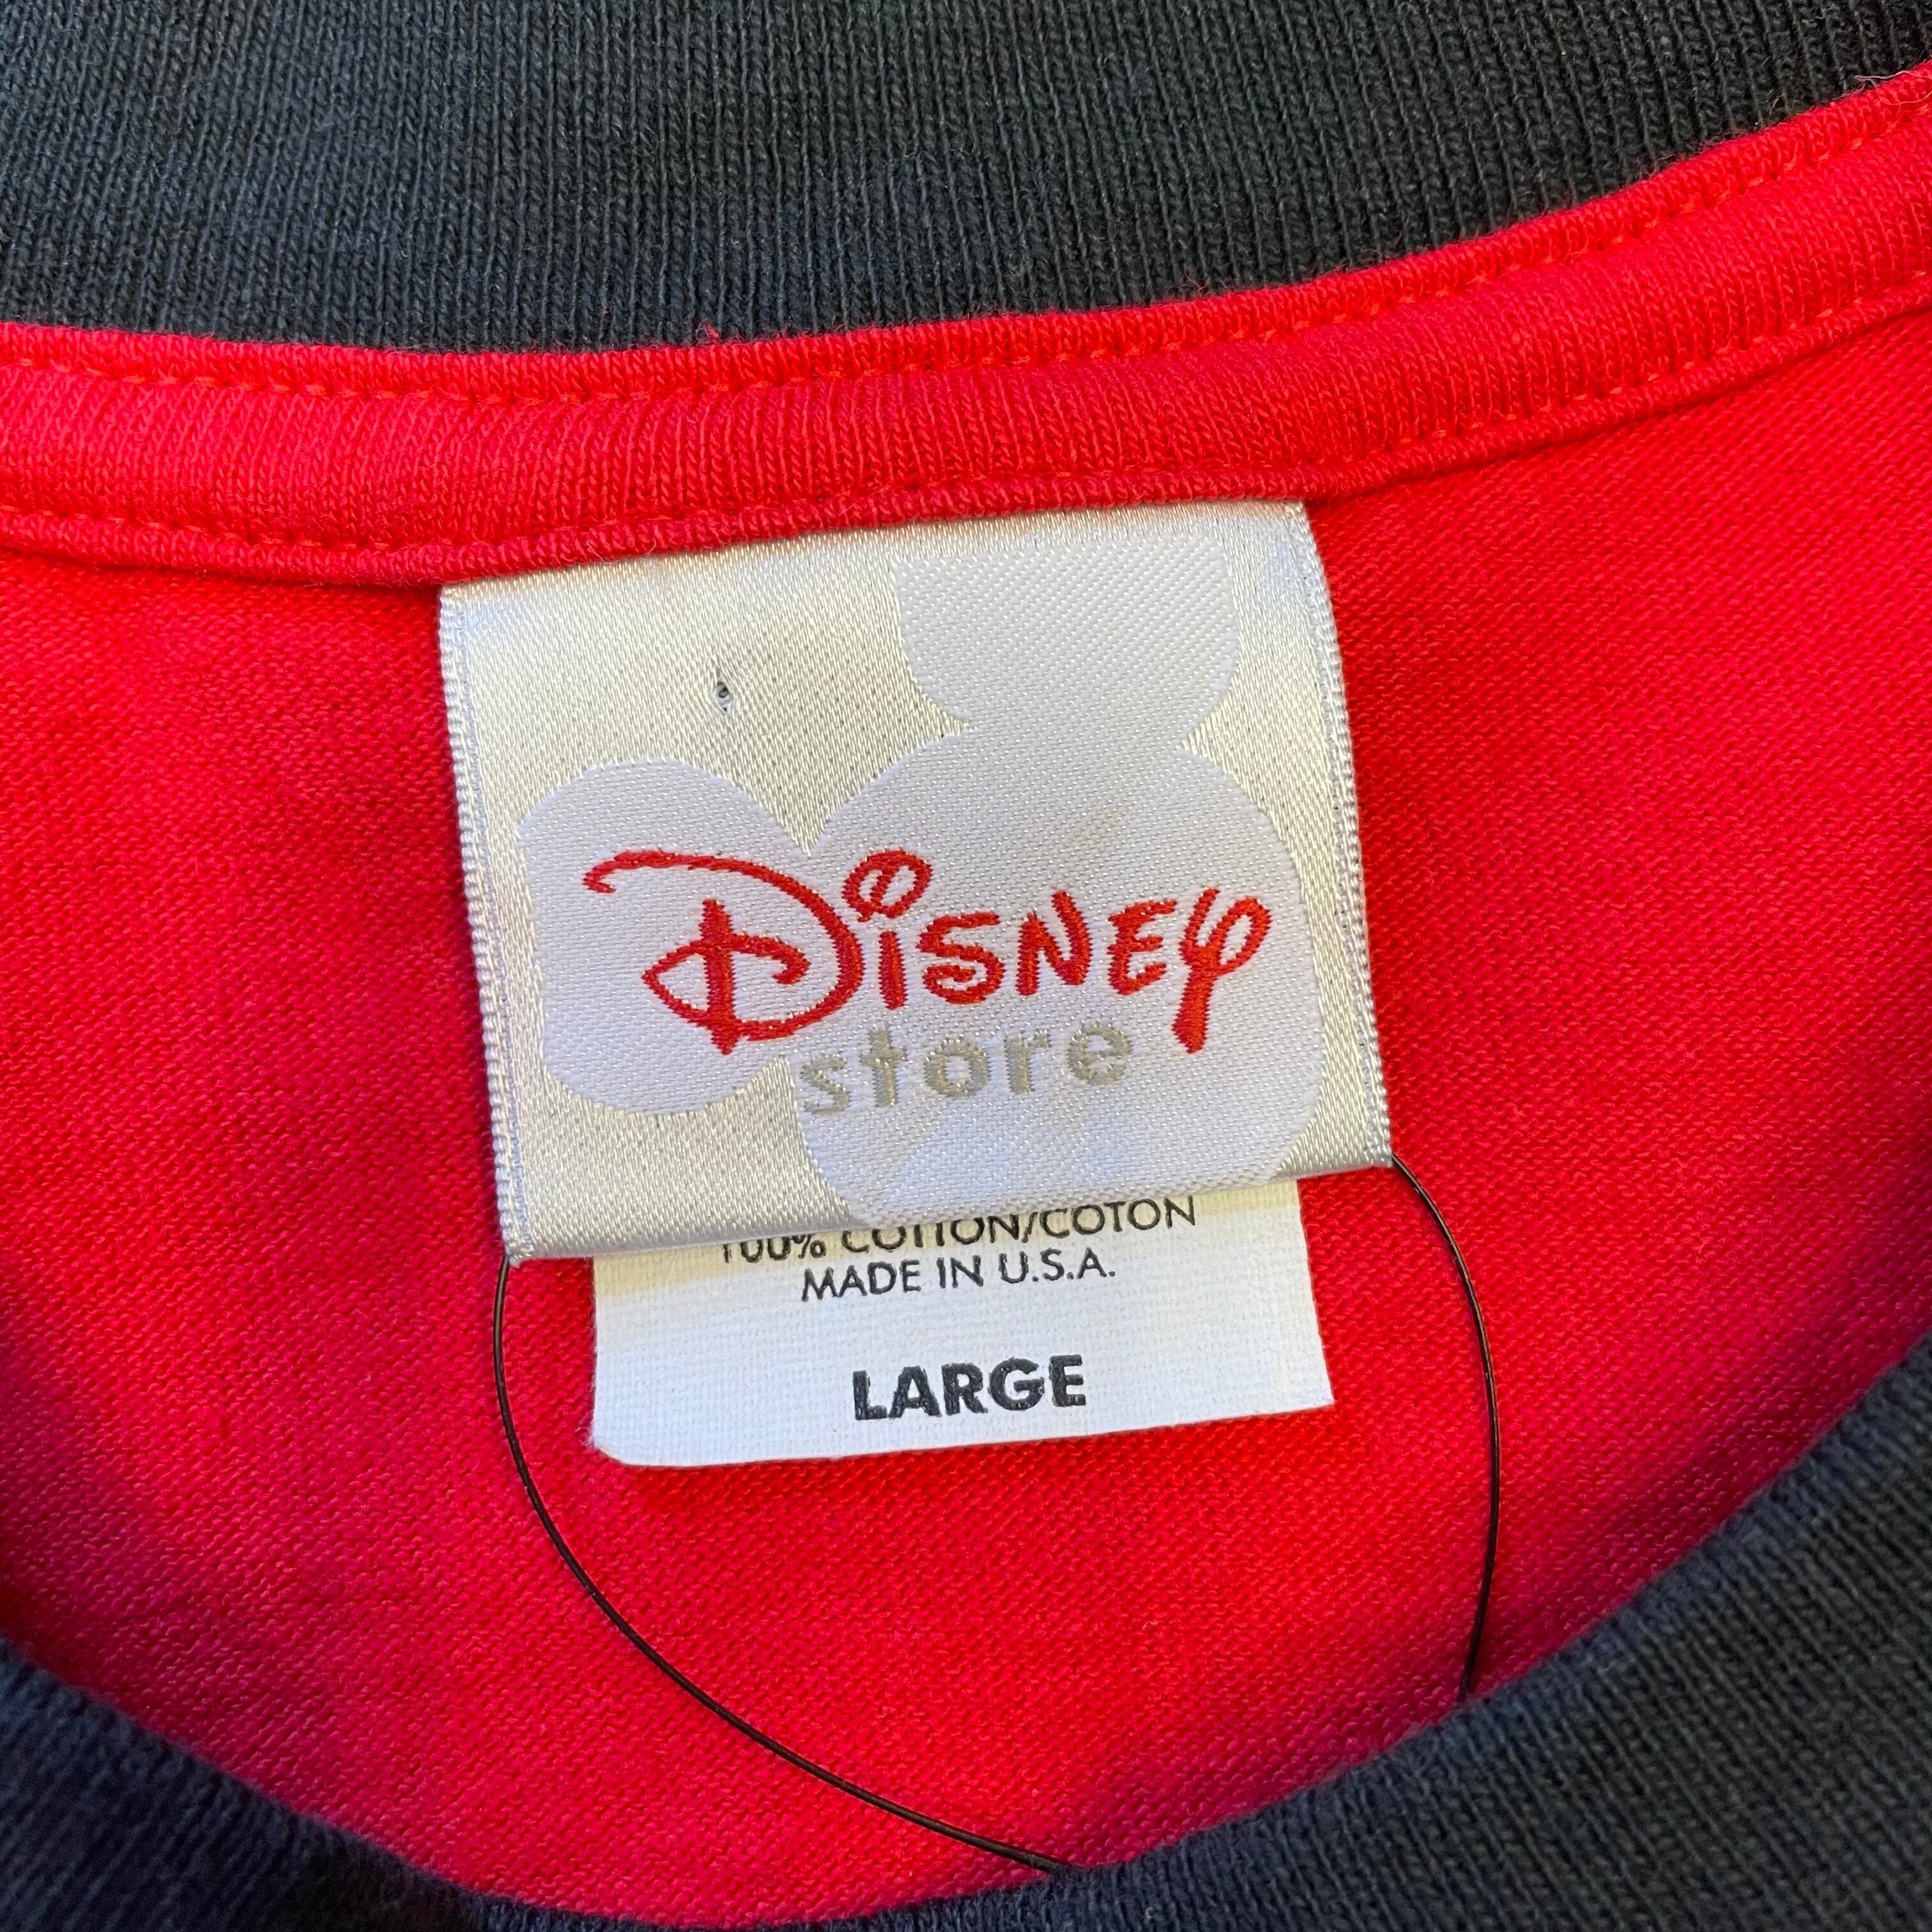 Disney
store
100% COTTON/COTON
MADE IN U.S.A.
LARGE